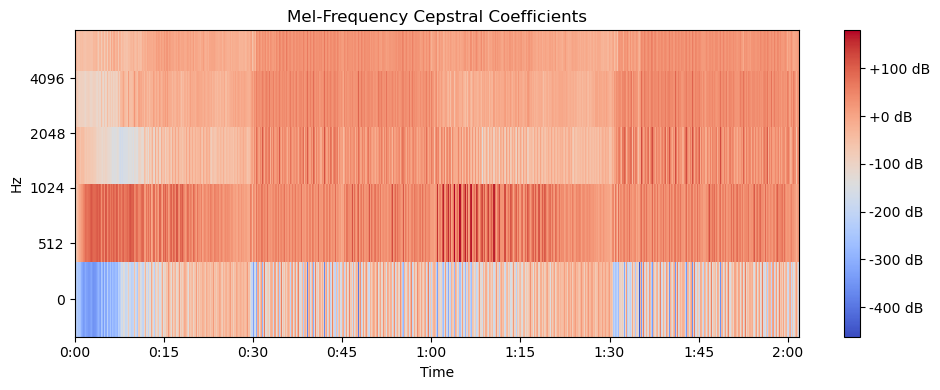 Mel-Frequency Cepstral Coefficients
Hz
4096
2048
1024
512
0
0:00 0:15 0:30 0:45 1:00 1:15 1:30 1:45 2:00
Time
+100 dB
+0 dB
-100 dB
-200 dB
-300 dB
-400 dB